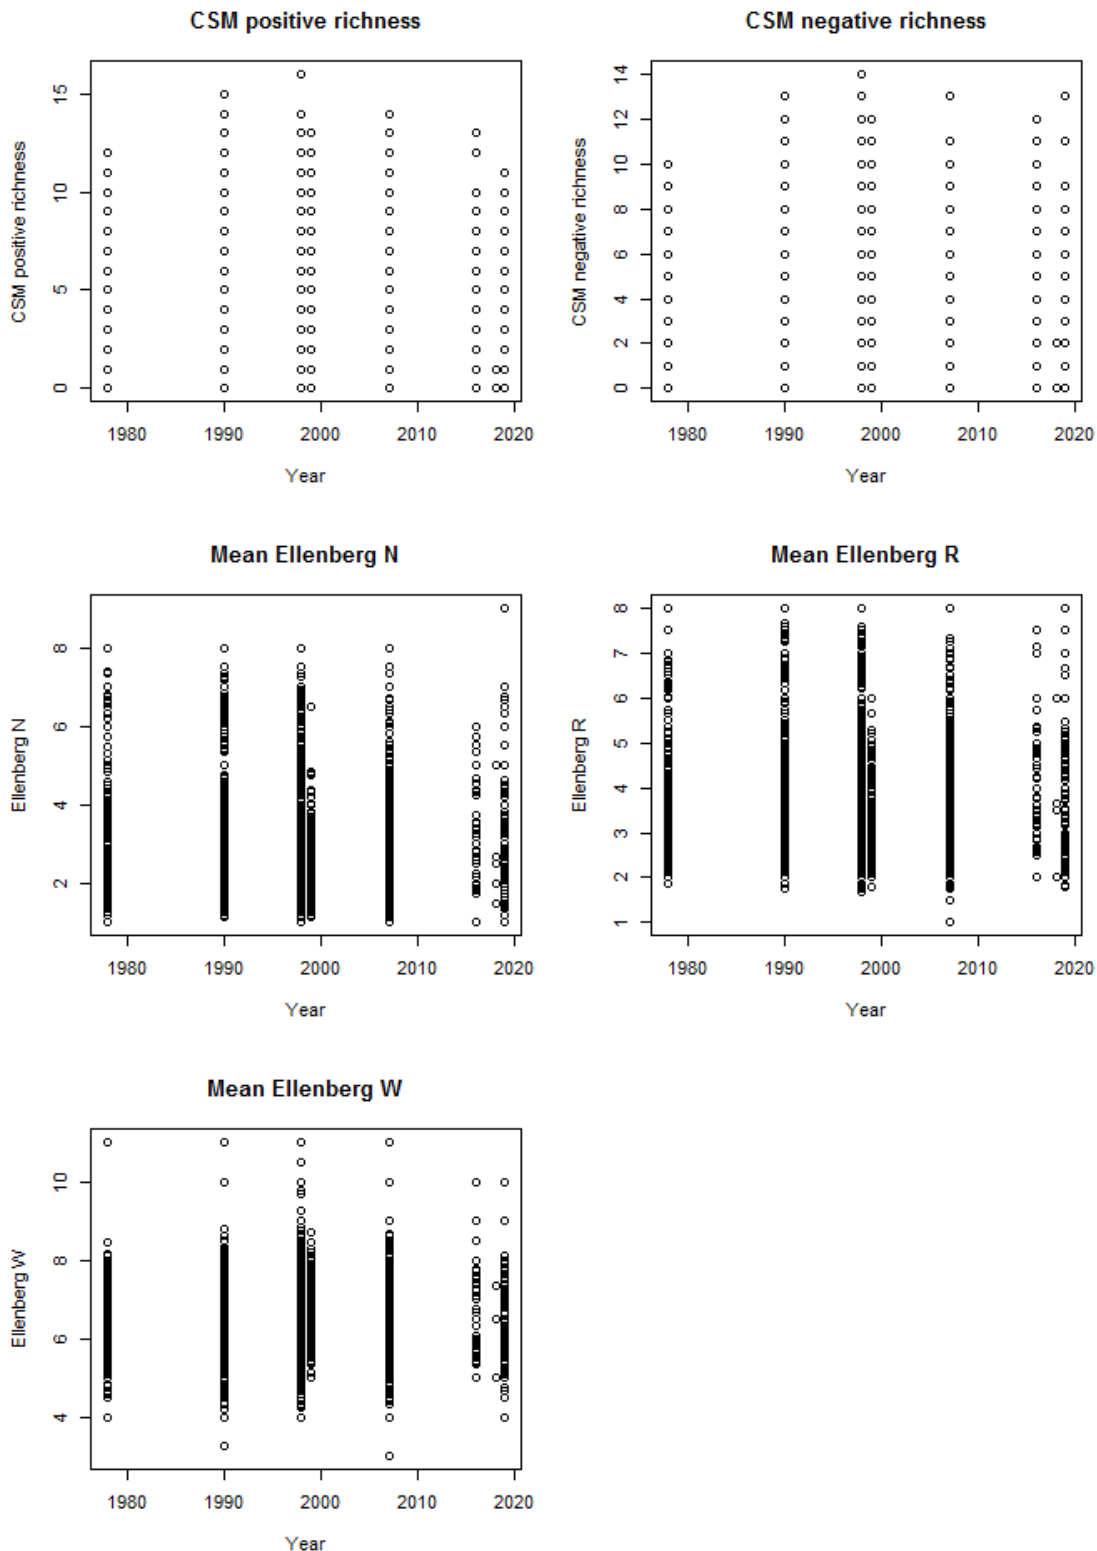 CSM positive richness
CSM positive richness
15
10
5
0
1980 1990 2000 2010 2020
Year
CSM negative richness
CSM negative richness
14
12
10
8
6
4
2
0
1980 1990 2000 2010 2020
Year
Mean Ellenberg N
Ellenberg N
8
6
4
2
1980 1990 2000 2010 2020
Year
Mean Ellenberg R
Ellenberg R
8
7
6
5
4
3
2
1
1980 1990 2000 2010 2020
Year
Mean Ellenberg W
Ellenberg W
10
8
6
4
1980 1990 2000 2010 2020
Year